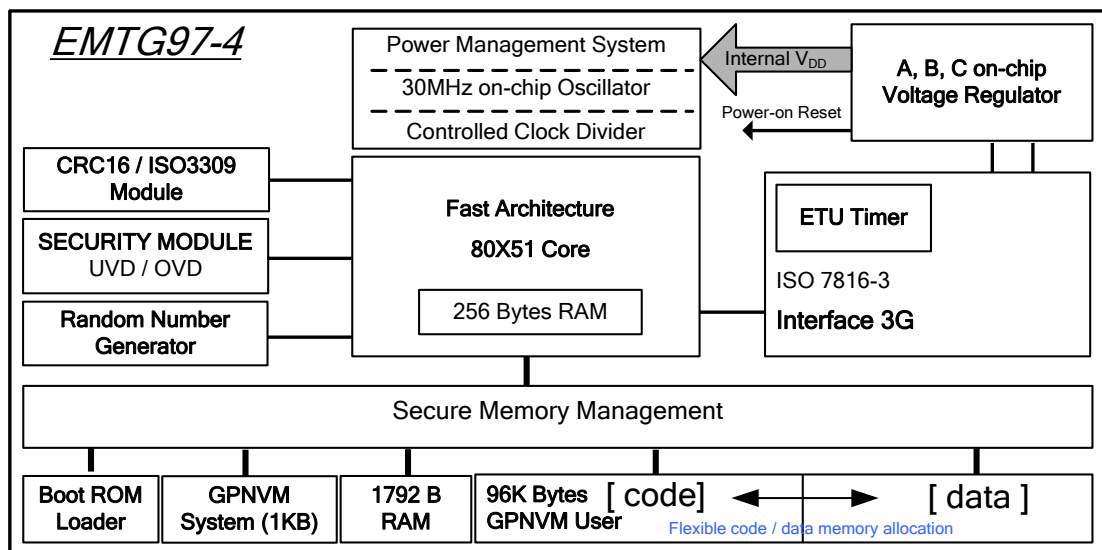 EMTG97-4
Power Management System
30MHz on-chip Oscillator
Controlled Clock Divider
Internal VDD
Power-on Reset
A, B, C on-chip
Voltage Regulator
CRC16 / ISO3309
Module
SECURITY MODULE
UVD / OVD
Random Number
Generator
Fast Architecture
80X51 Core
256 Bytes RAM
ETU Timer
ISO 7816-3
Interface 3G
Secure Memory Management
Boot ROM
Loader
GPNVM
System (1KB)
1792 B
RAM
96K Bytes
GPNVM User
[ code]
[ data ]
Flexible code / data memory allocation